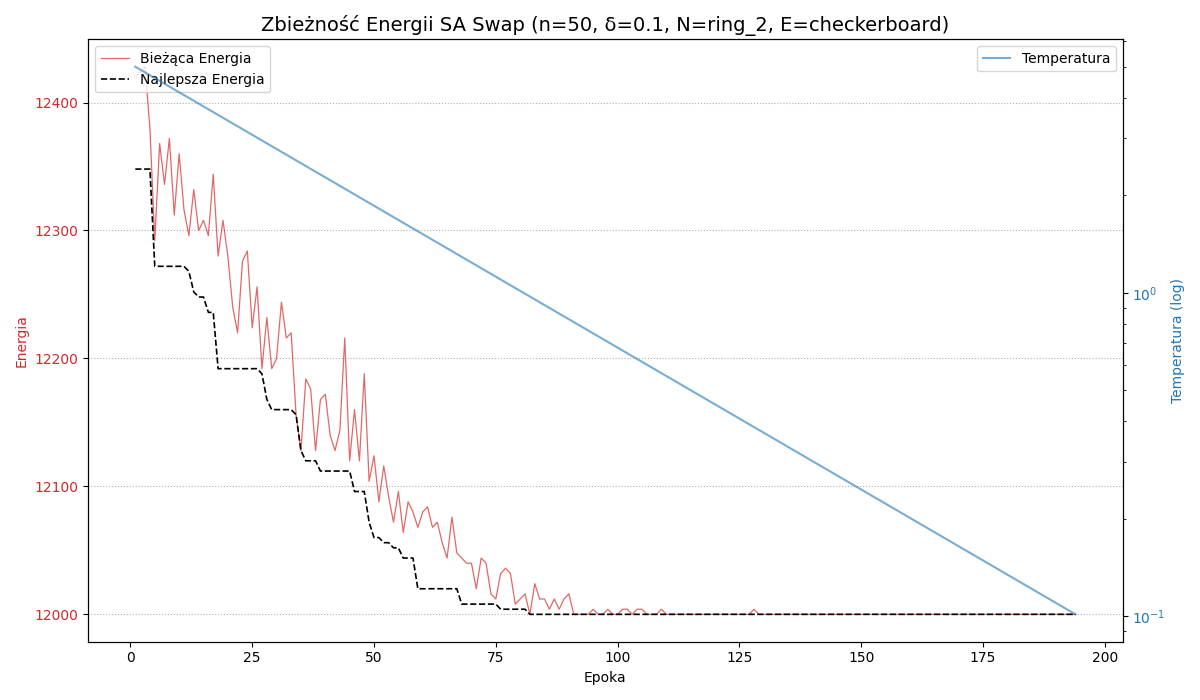 Zbieżność Energii SA Swap (n=50, δ=0.1, N=ring_2, E=checkerboard)
Bieżąca Energia
Najlepsza Energia
Temperatura
12400
12300
12200
12100
12000
Energia
10⁰
10⁻¹
Temperatura (log)
0 25 50 75 100 125 150 175 200
Epoka